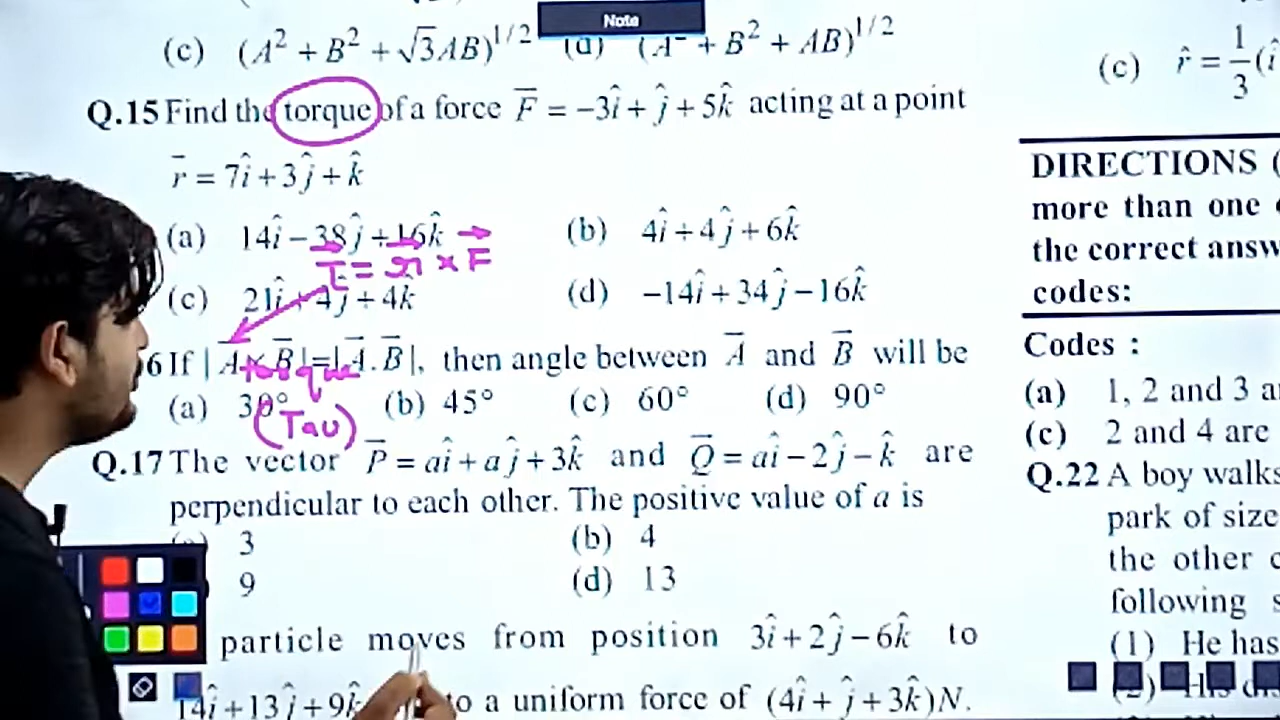 Note
(c) (A² + B² + √3AB)^1/2 (d) (A² + B² + AB)^1/2
Q.15 Find the torque of a force F̅ = −3î + ĵ + 5k̂ acting at a point
r̅ = 7î + 3ĵ + k̂
(a) 14î − 38ĵ + 16k̂ (b) 4î + 4ĵ + 6k̂
τ = r × F
(c) 21î + 4ĵ + 4k̂ (d) −14î + 34ĵ − 16k̂
6 If | A̅ × B̅ | = | A̅ . B̅ |, then angle between A̅ and B̅ will be
(a) 30° (b) 45° (c) 60° (d) 90°
(Tau)
Q.17 The vector P̅ = aî + aĵ + 3k̂ and Q̅ = aî − 2ĵ − k̂ are
perpendicular to each other. The positive value of a is
3 (b) 4
9 (d) 13
particle moves from position 3î + 2ĵ − 6k̂ to
14î + 13ĵ + 9k̂ to a uniform force of (4î + ĵ + 3k̂)N.
(c) r̂ = 1/3 (î
DIRECTIONS (
more than one
the correct answ
codes:
Codes :
(a) 1, 2 and 3 a
(c) 2 and 4 are
Q.22 A boy walks
park of size
the other
following s
(1) He has
(2)